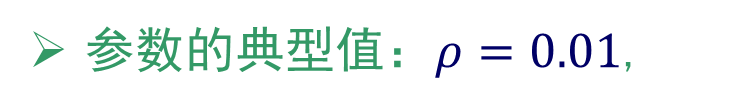 ➢ 参数的典型值：ρ = 0.01,